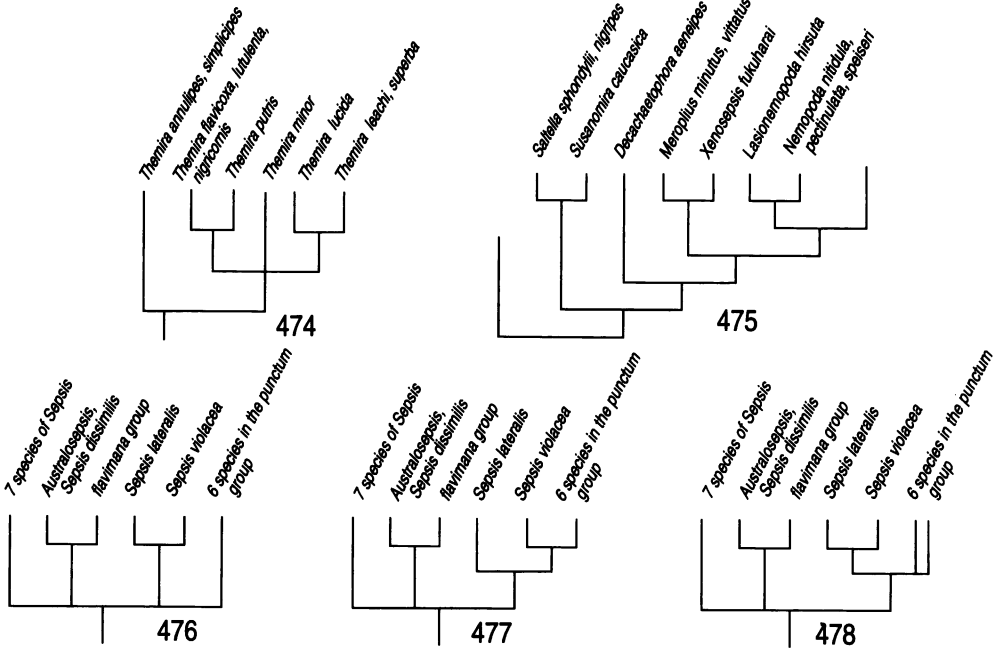 Themira annulipes, simplicipes
Themira flavicoxa, lutulenta,
nigricornis
Themira putris
Themira minor
Themira lucida
Themira leachi, superba
474
Saltella sphondylii, nigripes
Susanomira caucasica
Decachaetophora aeneipes
Meroplius minutus, vittatus
Xenosepsis fukuharai
Lasionemopoda hirsuta
Nemopoda nitidula,
pectinulata, speiseri
475
7 species of Sepsis
Australosepsis,
Sepsis dissimilis
flavimana group
Sepsis lateralis
Sepsis violacea
6 species in the punctum
group
476
7 species of Sepsis
Australosepsis,
Sepsis dissimilis
flavimana group
Sepsis lateralis
Sepsis violacea
6 species in the punctum
group
477
7 species of Sepsis
Australosepsis,
Sepsis dissimilis
flavimana group
Sepsis lateralis
Sepsis violacea
6 species in the punctum
group
478